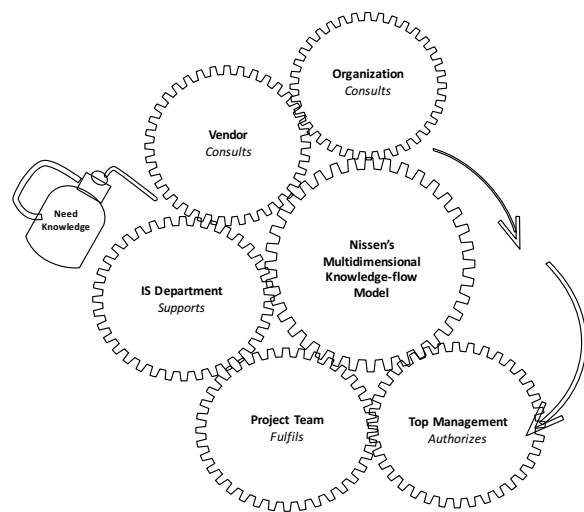 Organization
Consults
Vendor
Consults
Need
Knowledge
Nissen's
Multidimensional
Knowledge-flow
Model
IS Department
Supports
Project Team
Fulfils
Top Management
Authorizes